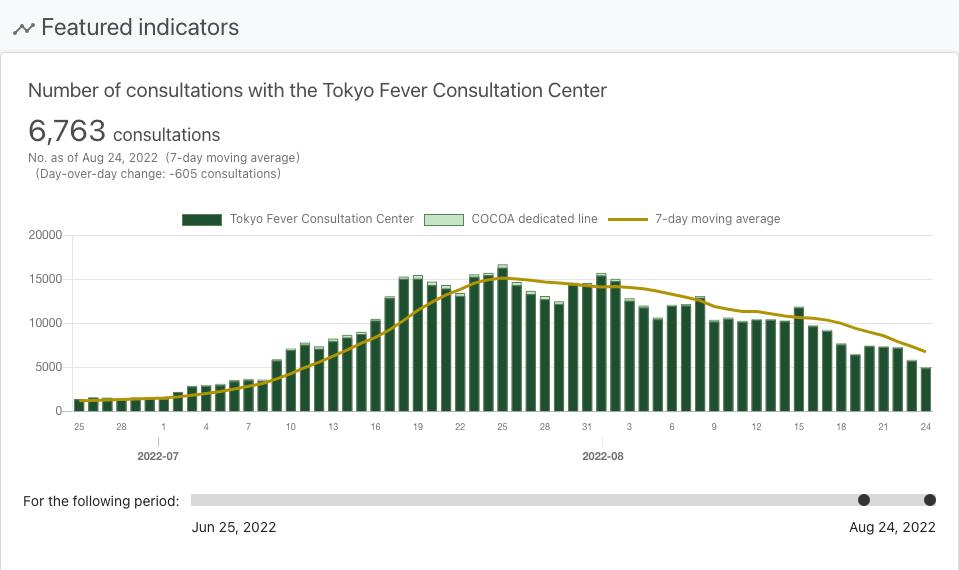 Featured indicators
Number of consultations with the Tokyo Fever Consultation Center
6,763 consultations
No. as of Aug 24, 2022 (7-day moving average)
(Day-over-day change: -605 consultations)
Tokyo Fever Consultation Center COCOA dedicated line 7-day moving average
20000
15000
10000
5000
0
25 28 1 4 7 10 13 16 19 22 25 28 31 3 6 9 12 15 18 21 24
2022-07 2022-08
For the following period:
Jun 25, 2022 Aug 24, 2022